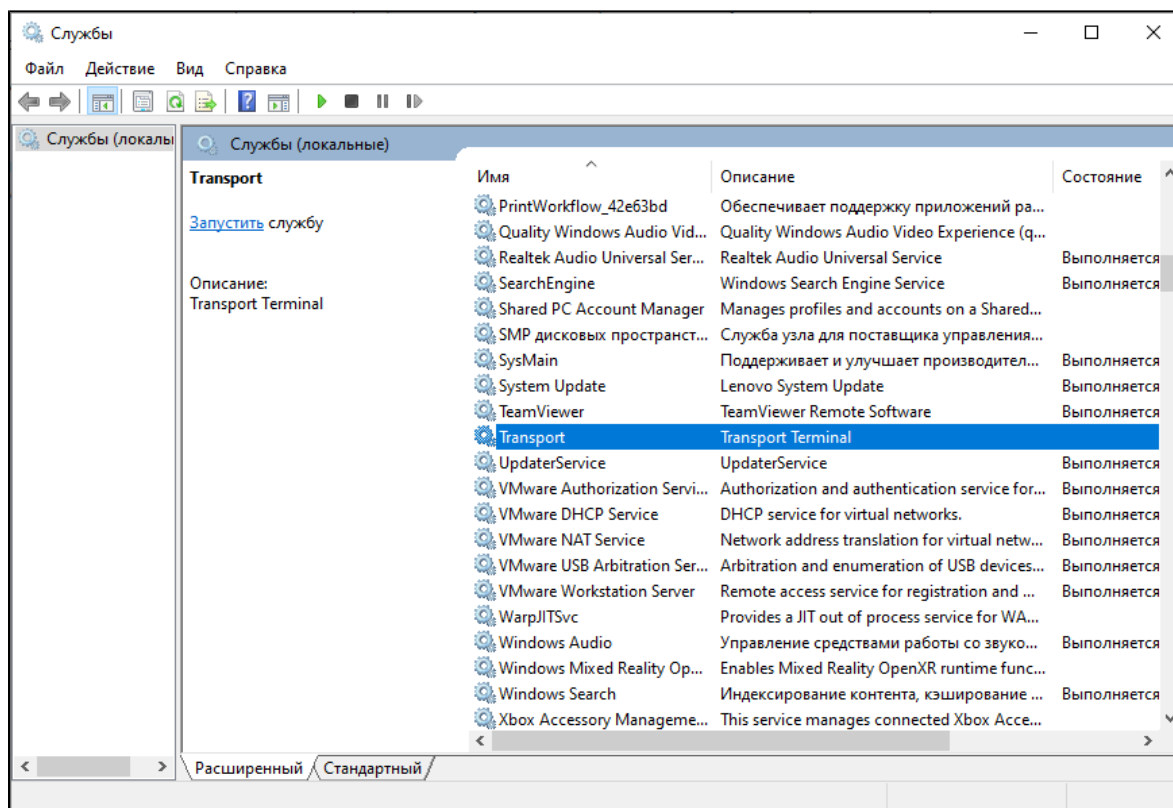 Службы
Файл Действие Вид Справка
Службы (локалы
Службы (локальные)
Transport
Запустить службу
Описание:
Transport Terminal
Имя Описание Состояние
PrintWorkflow_42e63bd Обеспечивает поддержку приложений ра...
Quality Windows Audio Vid... Quality Windows Audio Video Experience (q...
Realtek Audio Universal Ser... Realtek Audio Universal Service Выполняется
SearchEngine Windows Search Engine Service Выполняется
Shared PC Account Manager Manages profiles and accounts on a Shared...
SMP дисковых пространст... Служба узла для поставщика управления...
SysMain Поддерживает и улучшает производител... Выполняется
System Update Lenovo System Update Выполняется
TeamViewer TeamViewer Remote Software Выполняется
Transport Transport Terminal
UpdaterService UpdaterService Выполняется
VMware Authorization Servi... Authorization and authentication service for... Выполняется
VMware DHCP Service DHCP service for virtual networks. Выполняется
VMware NAT Service Network address translation for virtual netw... Выполняется
VMware USB Arbitration Ser... Arbitration and enumeration of USB devices... Выполняется
VMware Workstation Server Remote access service for registration and ... Выполняется
WarpJITSvc Provides a JIT out of process service for WA...
Windows Audio Управление средствами работы со звуко... Выполняется
Windows Mixed Reality Op... Enables Mixed Reality OpenXR runtime func...
Windows Search Индексирование контента, кэширование ... Выполняется
Xbox Accessory Manageme... This service manages connected Xbox Acce...
Расширенный Стандартный